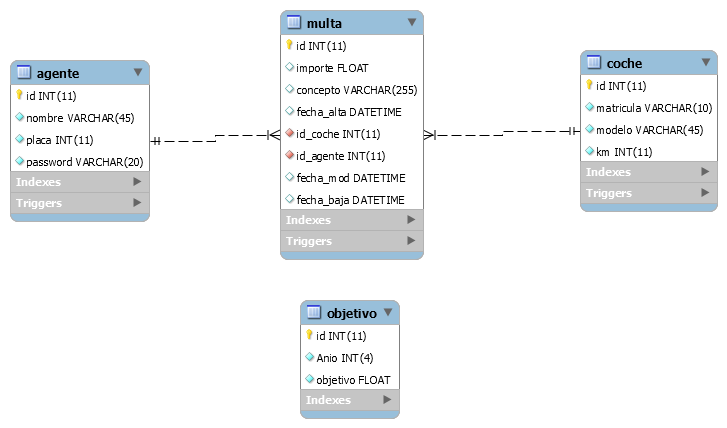 agente
id INT(11)
nombre VARCHAR(45)
placa INT(11)
password VARCHAR(20)
Indexes
Triggers
multa
id INT(11)
importe FLOAT
concepto VARCHAR(255)
fecha_alta DATETIME
id_coche INT(11)
id_agente INT(11)
fecha_mod DATETIME
fecha_baja DATETIME
Indexes
Triggers
coche
id INT(11)
matricula VARCHAR(10)
modelo VARCHAR(45)
km INT(11)
Indexes
Triggers
objetivo
id INT(11)
Anio INT(4)
objetivo FLOAT
Indexes